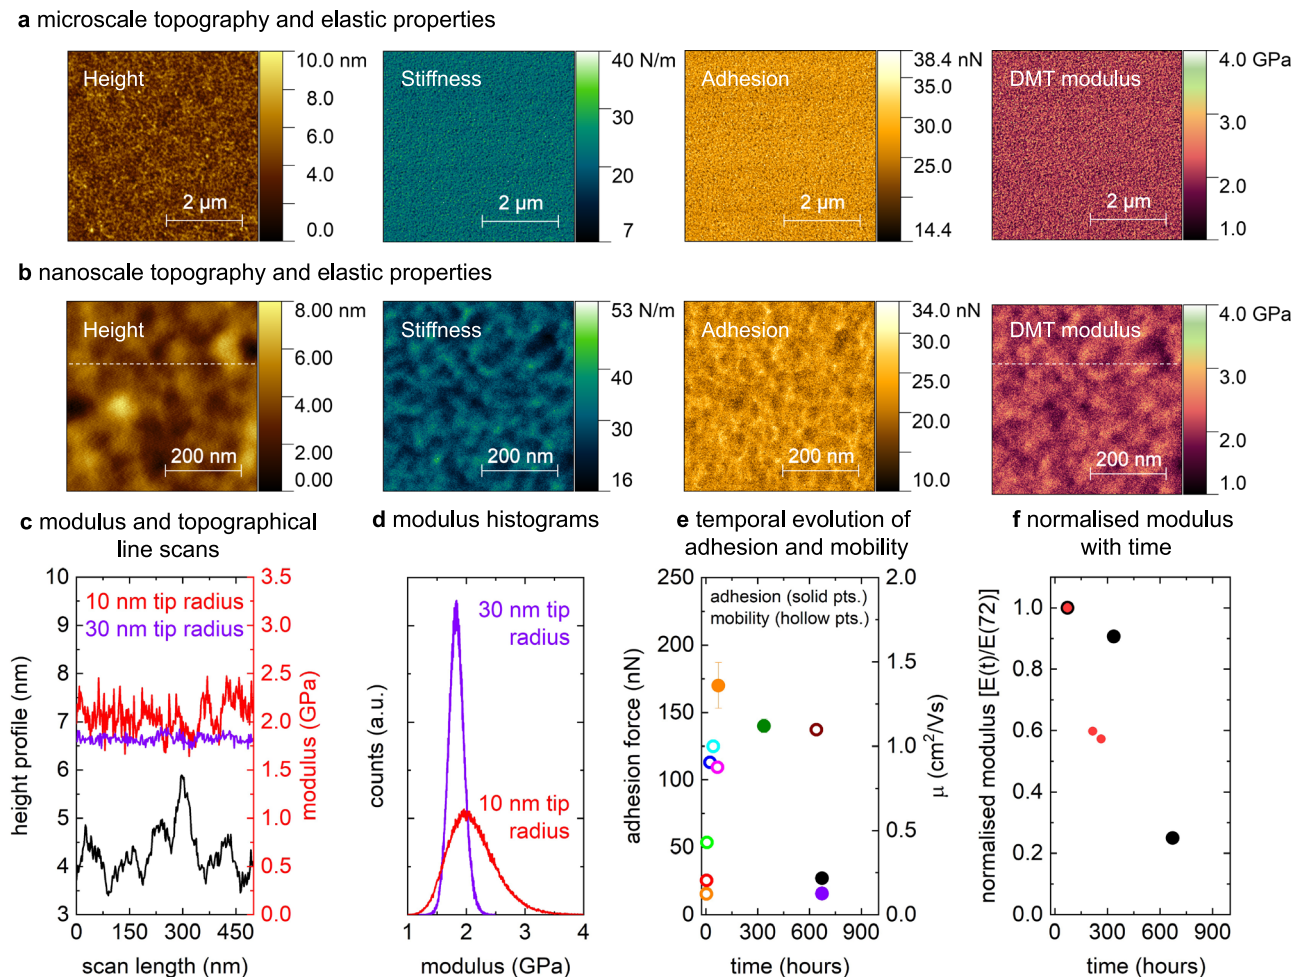 a microscale topography and elastic properties
Height
10.0 nm
8.0
6.0
4.0
2.0
0.0
2 µm
Stiffness
40 N/m
30
20
7
2 µm
Adhesion
38.4 nN
35.0
30.0
25.0
14.4
2 µm
DMT modulus
4.0 GPa
3.0
2.0
1.0
2 µm
b nanoscale topography and elastic properties
Height
8.00 nm
6.00
4.00
2.00
0.00
200 nm
Stiffness
53 N/m
40
30
16
200 nm
Adhesion
34.0 nN
30.0
25.0
20.0
10.0
200 nm
DMT modulus
4.0 GPa
3.0
2.0
1.0
200 nm
c modulus and topographical
line scans
10
9
8
7
6
5
4
3
height profile (nm)
10 nm tip radius
30 nm tip radius
3.5
3.0
2.5
2.0
1.5
1.0
0.5
0.0
modulus (GPa)
0 150 300 450
scan length (nm)
d modulus histograms
counts (a.u.)
30 nm tip
radius
10 nm tip
radius
1 2 3 4
modulus (GPa)
e temporal evolution of
adhesion and mobility
250
200
150
100
75
50
25
0
adhesion force (nN)
adhesion (solid pts.)
mobility (hollow pts.)
2.0
1.5
1.0
0.5
0.0
µ (cm²/Vs)
0 300 600 900
time (hours)
f normalised modulus
with time
1.0
0.8
0.6
0.4
0.2
0.0
normalised modulus [E(t)/E(72)]
0 300 600 900
time (hours)